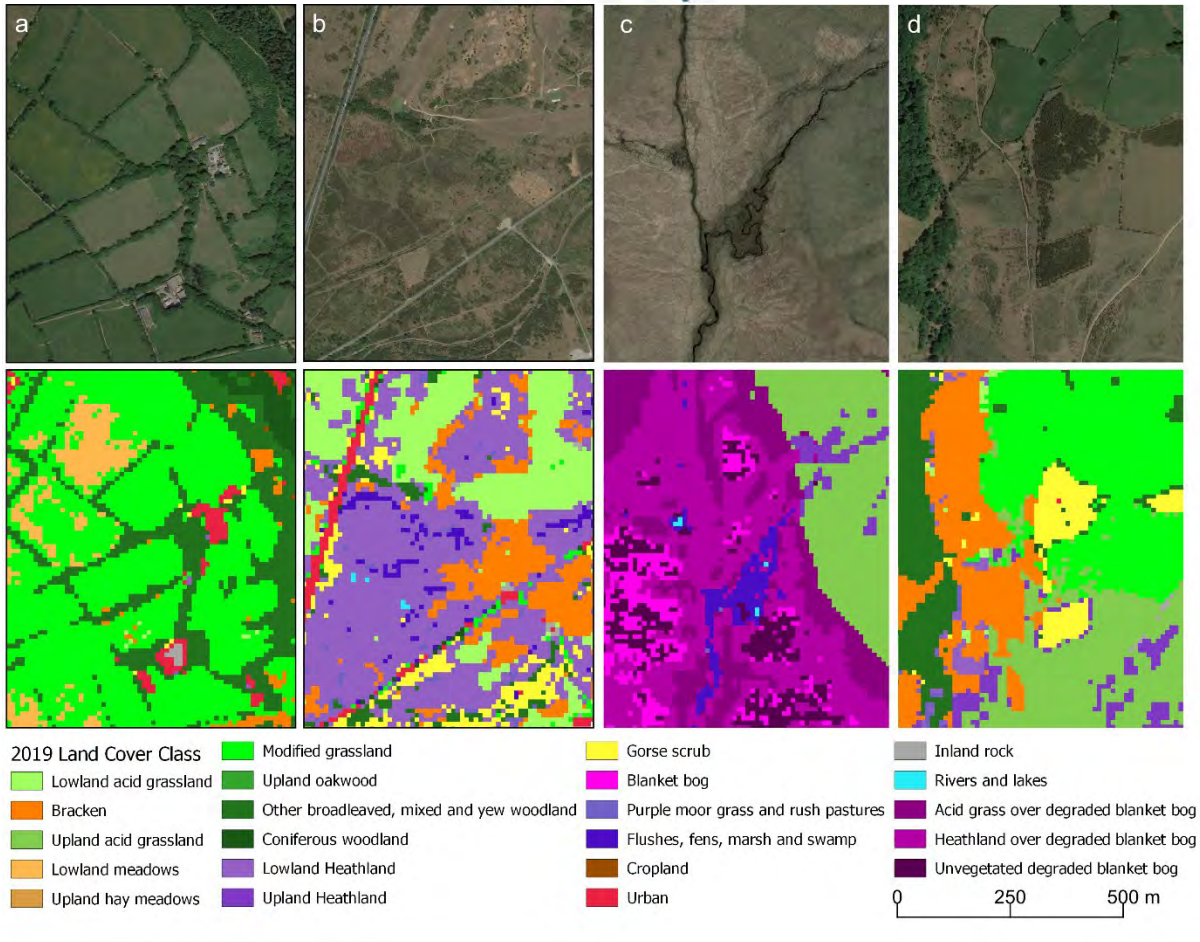 a
b
c
d
2019 Land Cover Class
Lowland acid grassland
Bracken
Upland acid grassland
Lowland meadows
Upland hay meadows
Modified grassland
Upland oakwood
Other broadleaved, mixed and yew woodland
Coniferous woodland
Lowland Heathland
Upland Heathland
Gorse scrub
Blanket bog
Purple moor grass and rush pastures
Flushes, fens, marsh and swamp
Cropland
Urban
Inland rock
Rivers and lakes
Acid grass over degraded blanket bog
Heathland over degraded blanket bog
Unvegetated degraded blanket bog
0 250 500 m